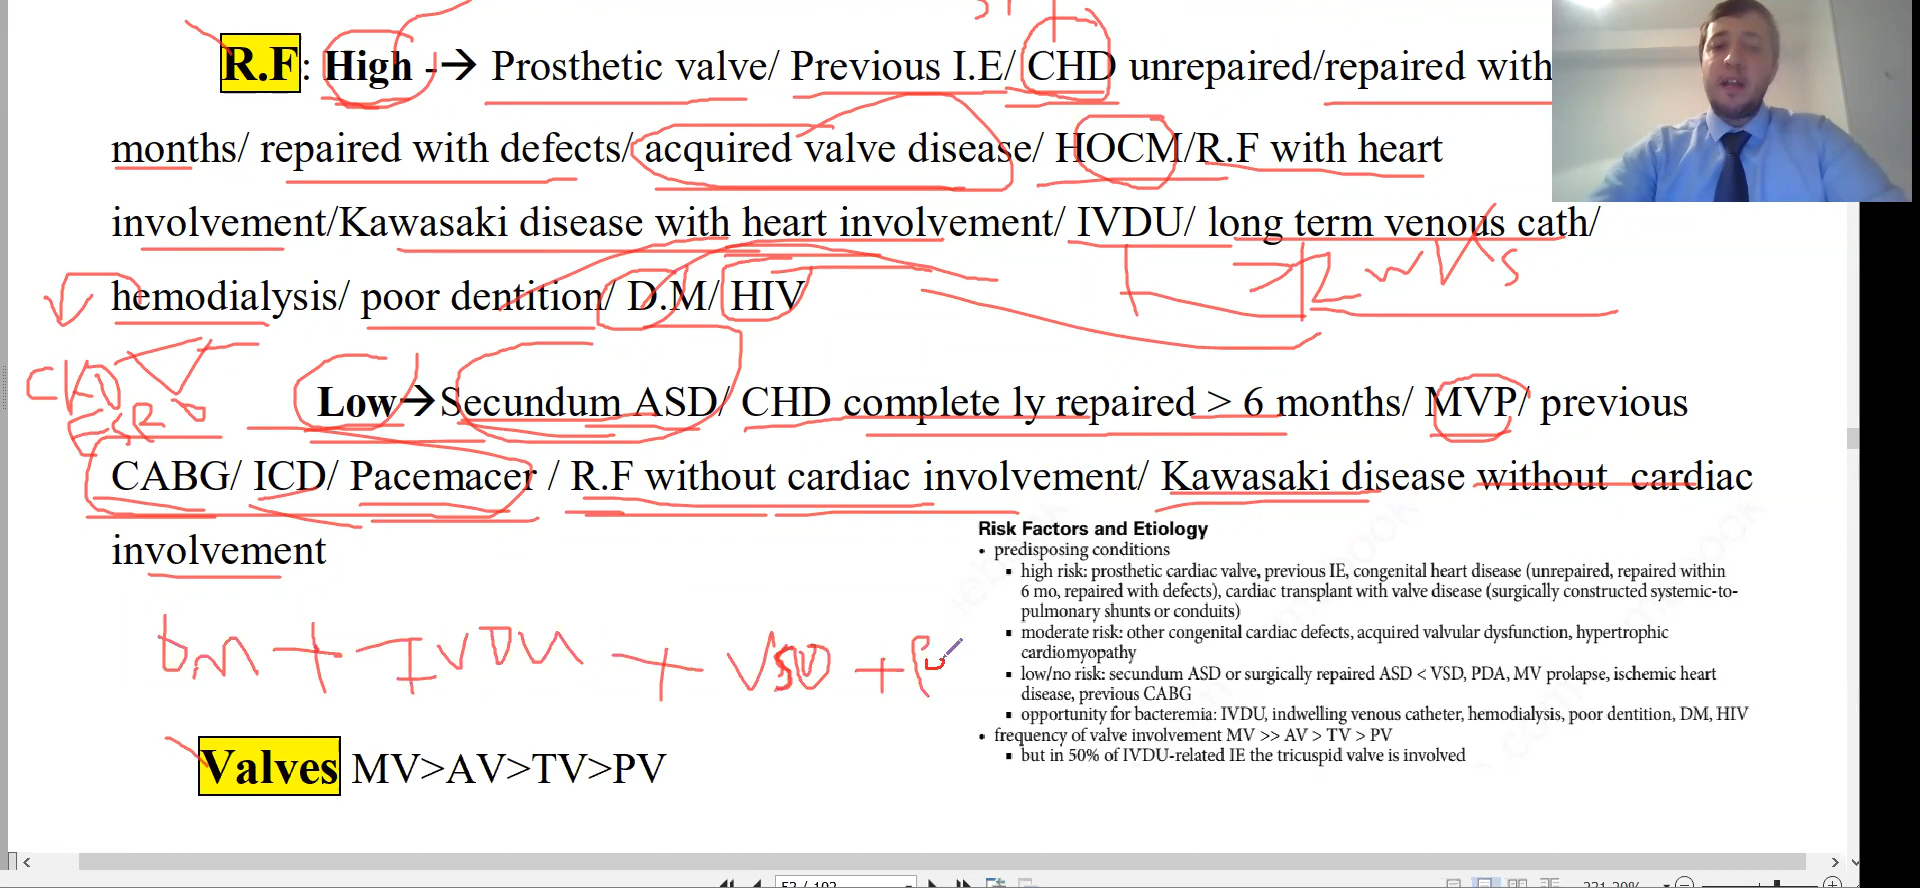 R.F: High -→ Prosthetic valve/ Previous I.E/ CHD unrepaired/repaired with
months/ repaired with defects/ acquired valve disease/ HOCM/R.F with heart
involvement/Kawasaki disease with heart involvement/ IVDU/ long term venous cath/
> 2 wks
hemodialysis/ poor dentition/ D.M/ HIV
CKD
Low→Secundum ASD/ CHD complete ly repaired > 6 months/ MVP/ previous
CABG/ ICD/ Pacemacer / R.F without cardiac involvement/ Kawasaki disease without cardiac
involvement
Risk Factors and Etiology
• predisposing conditions
▪ high risk: prosthetic cardiac valve, previous IE, congenital heart disease (unrepaired, repaired within
6 mo, repaired with defects), cardiac transplant with valve disease (surgically constructed systemic-to-
pulmonary shunts or conduits)
▪ moderate risk: other congenital cardiac defects, acquired valvular dysfunction, hypertrophic
cardiomyopathy
▪ low/no risk: secundum ASD or surgically repaired ASD < VSD, PDA, MV prolapse, ischemic heart
disease, previous CABG
▪ opportunity for bacteremia: IVDU, indwelling venous catheter, hemodialysis, poor dentition, DM, HIV
• frequency of valve involvement MV >> AV > TV > PV
▪ but in 50% of IVDU-related IE the tricuspid valve is involved
DM + IVDU + VSD +
Valves MV>AV>TV>PV